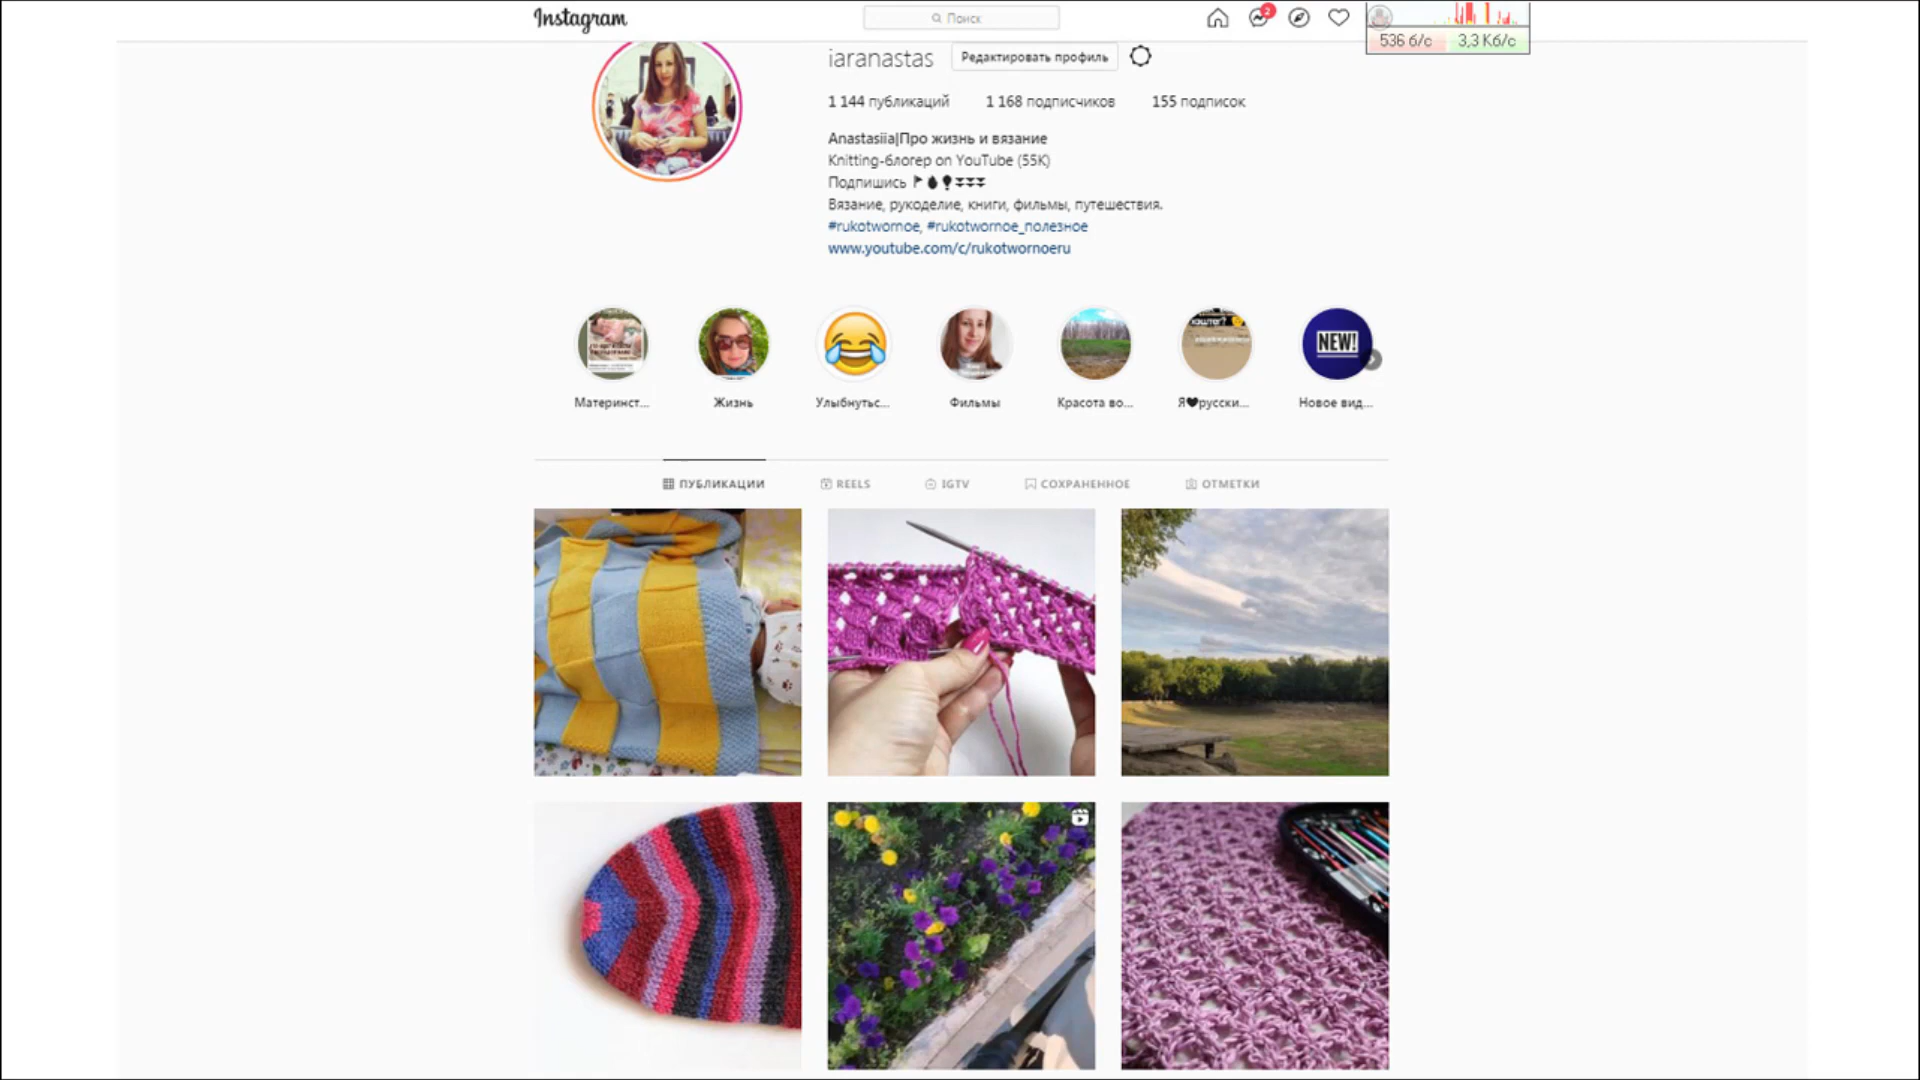 Instagram
Поиск
2
536 б/с 3,3 Кб/с
iaranastas Редактировать профиль
1 144 публикаций 1 168 подписчиков 155 подписок
Anastasiia|Про жизнь и вязание
Knitting-блогер on YouTube (55K)
Подпишись
Вязание, рукоделие, книги, фильмы, путешествия.
#rukotwornoe, #rukotwornoe_полезное
www.youtube.com/c/rukotwornoeru
NEW!
Материнст... Жизнь Улыбнутьс... Фильмы Красота во... Я🖤русски... Новое вид...
ПУБЛИКАЦИИ REELS IGTV СОХРАНЕННОЕ ОТМЕТКИ